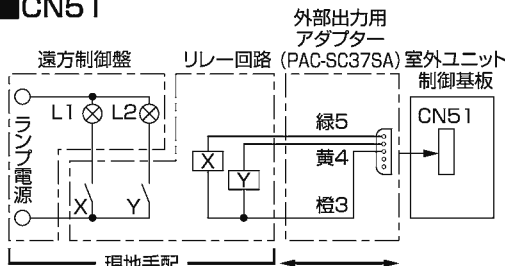 ■CN51
外部出力用
アダプター
(PAC-SC37SA)
遠方制御盤
リレー回路
室外ユニット
制御基板
L1
L2
CN51
ランプ電源
緑5
X
黄4
Y
X
Y
橙3
現地手配